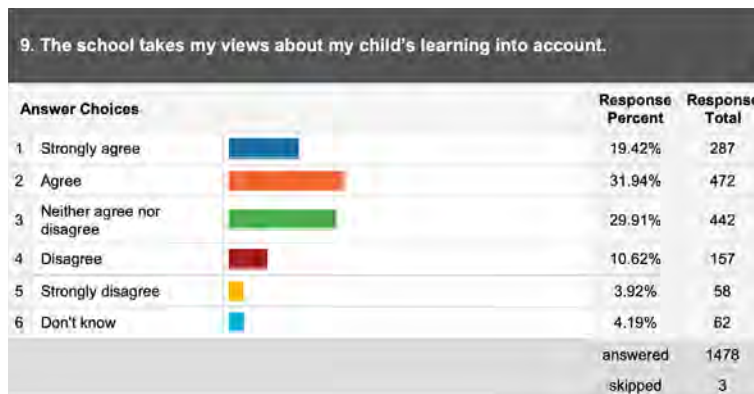 9. The school takes my views about my child's learning into account.
Answer Choices Response Percent Response Total
1 Strongly agree 19.42% 287
2 Agree 31.94% 472
3 Neither agree nor disagree 29.91% 442
4 Disagree 10.62% 157
5 Strongly disagree 3.92% 58
6 Don't know 4.19% 62
answered 1478
skipped 3